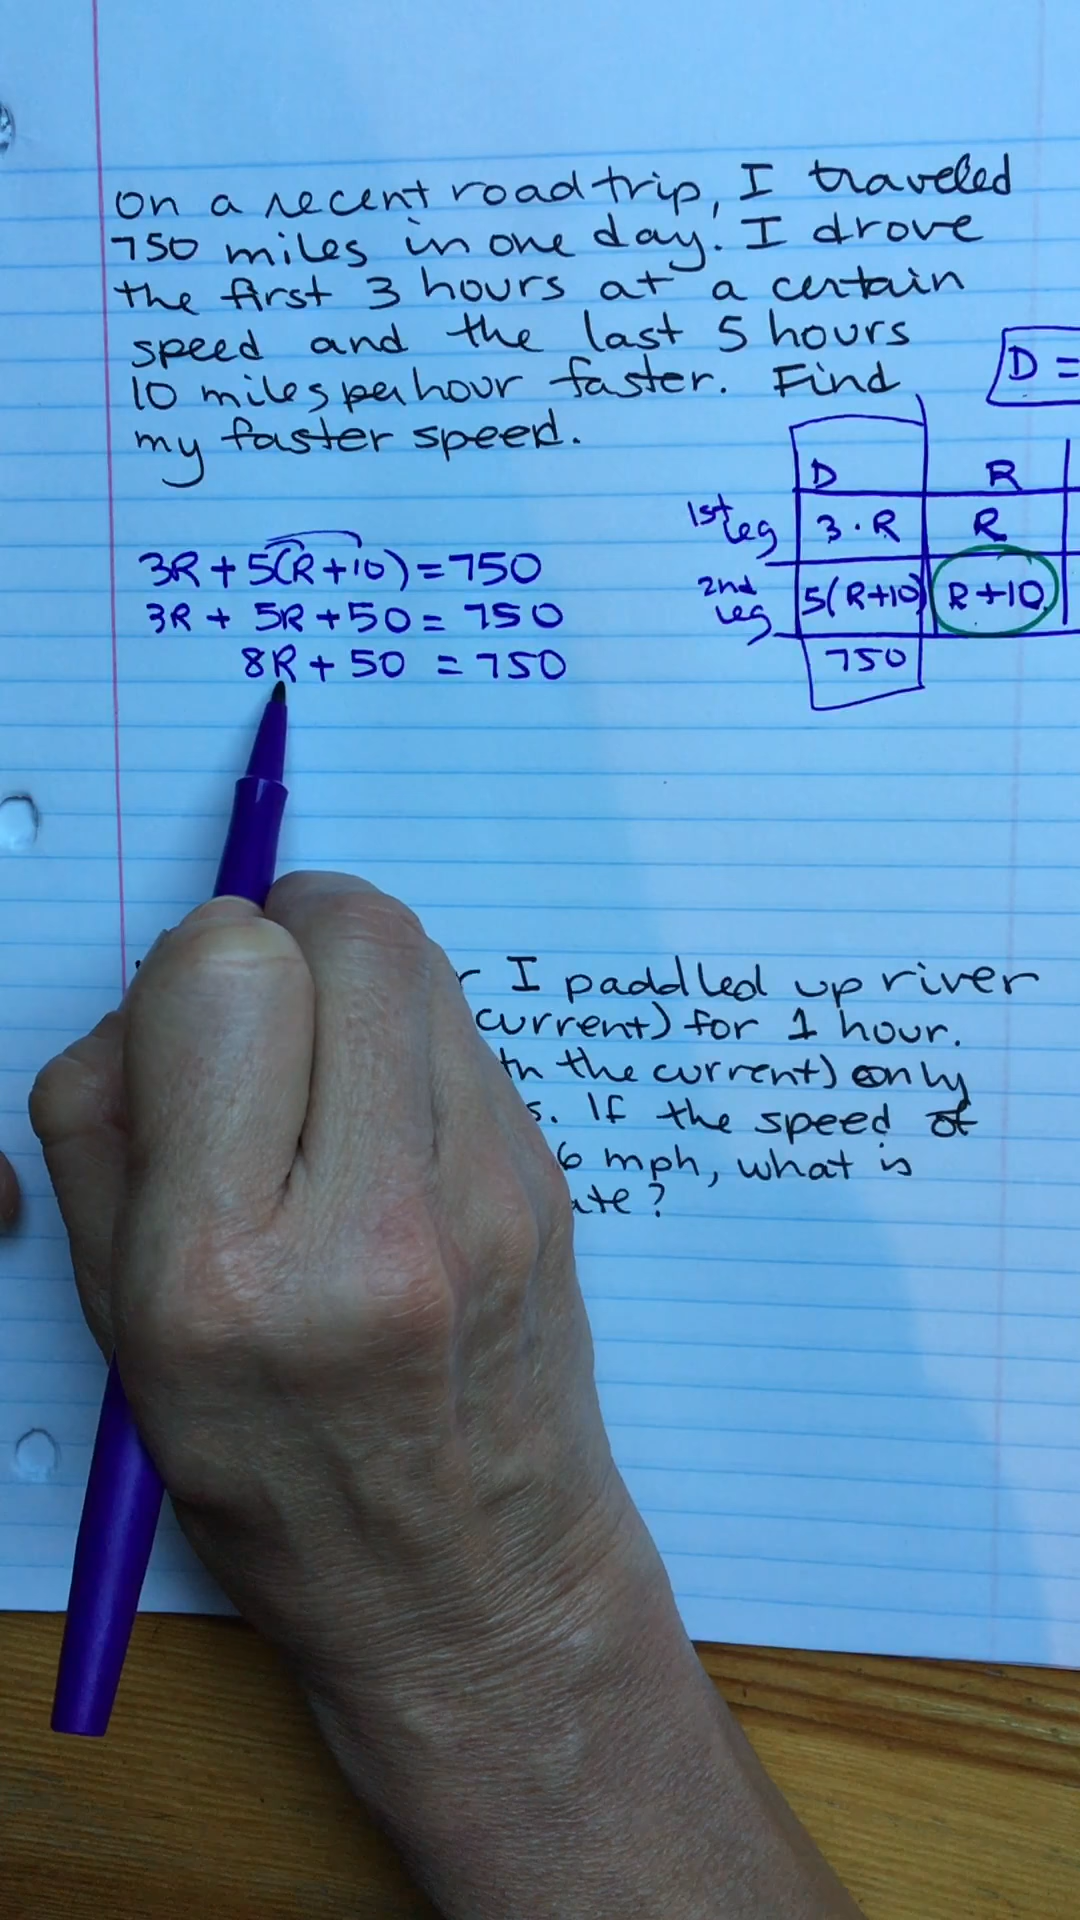 On a recent road trip, I traveled
750 miles in one day. I drove
the first 3 hours at a certain
speed and the last 5 hours
10 miles per hour faster. Find
my faster speed.
D =
D R
1st leg 3 · R R
2nd leg 5(R+10) R+10
750
3R + 5(R+10) = 750
3R + 5R + 50 = 750
8R + 50 = 750
I paddled up river
current) for 1 hour.
the current) only
If the speed of
6 mph, what is
?